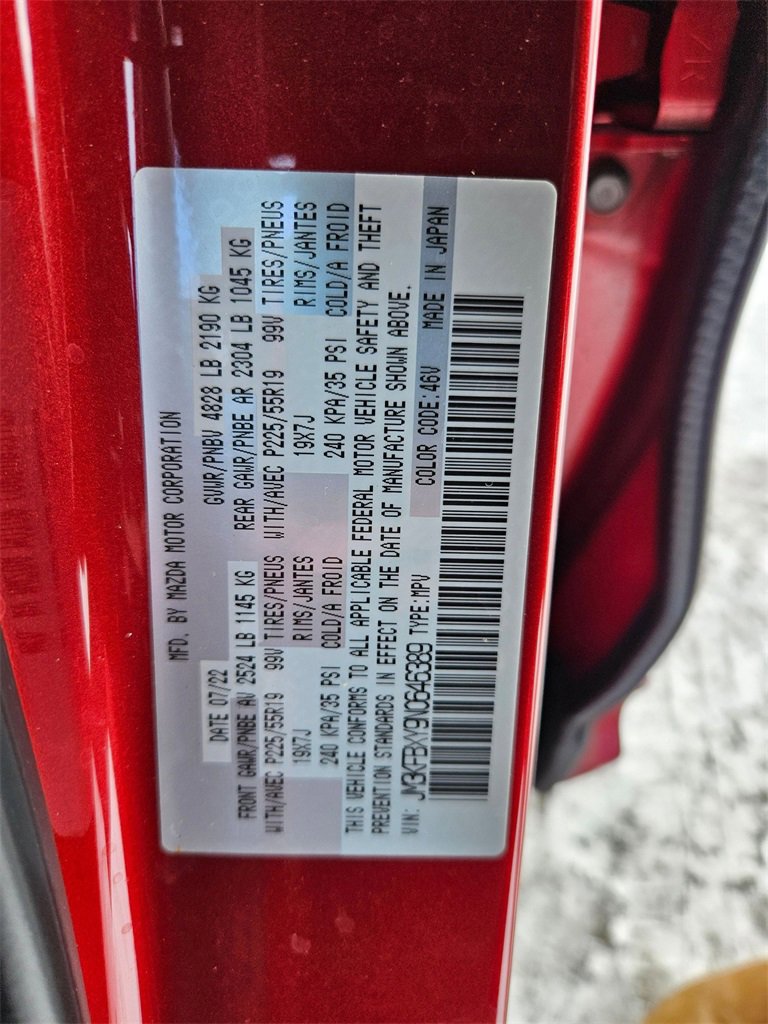 MFD. BY MAZDA MOTOR CORPORATION
DATE 07/22 GVWR/PNBV 4828 LB 2190 KG
FRONT GAWR/PNBE AV 2524 LB 1145 KG REAR GAWR/PNBE AR 2304 LB 1045 KG
WITH/AVEC P225/55R19 99V TIRES/PNEUS WITH/AVEC P225/55R19 99V TIRES/PNEUS
19X7J RIMS/JANTES 19X7J RIMS/JANTES
240 KPA/35 PSI COLD/A FROID 240 KPA/35 PSI COLD/A FROID
THIS VEHICLE CONFORMS TO ALL APPLICABLE FEDERAL MOTOR VEHICLE SAFETY AND THEFT
PREVENTION STANDARDS IN EFFECT ON THE DATE OF MANUFACTURE SHOWN ABOVE.
VIN: JM3KFBXY9N0646389 TYPE:MPV COLOR CODE:46V MADE IN JAPAN